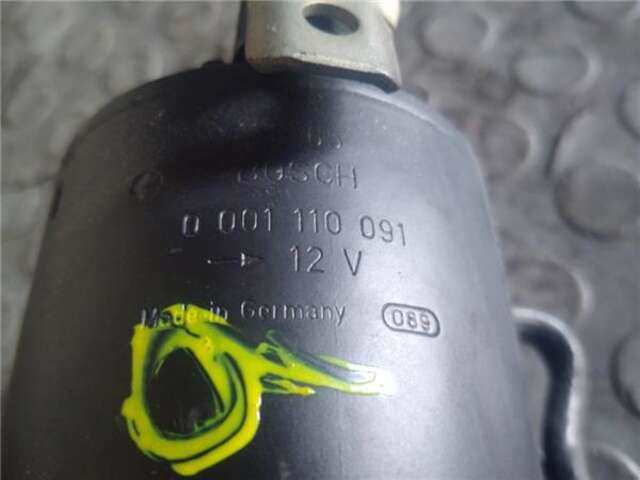 BOSCH
0 001 110 091
→ 12 V
Made in Germany 089